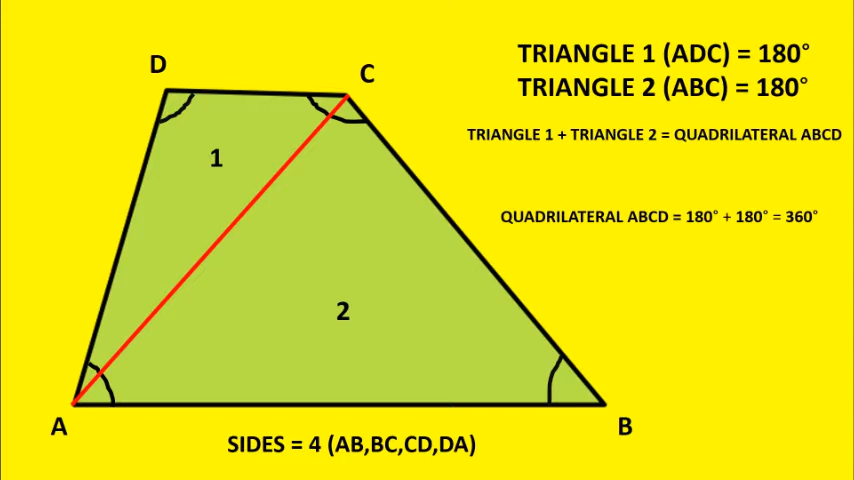 TRIANGLE 1 (ADC) = 180°
TRIANGLE 2 (ABC) = 180°
TRIANGLE 1 + TRIANGLE 2 = QUADRILATERAL ABCD
QUADRILATERAL ABCD = 180° + 180° = 360°
D
C
1
2
A
B
SIDES = 4 (AB,BC,CD,DA)